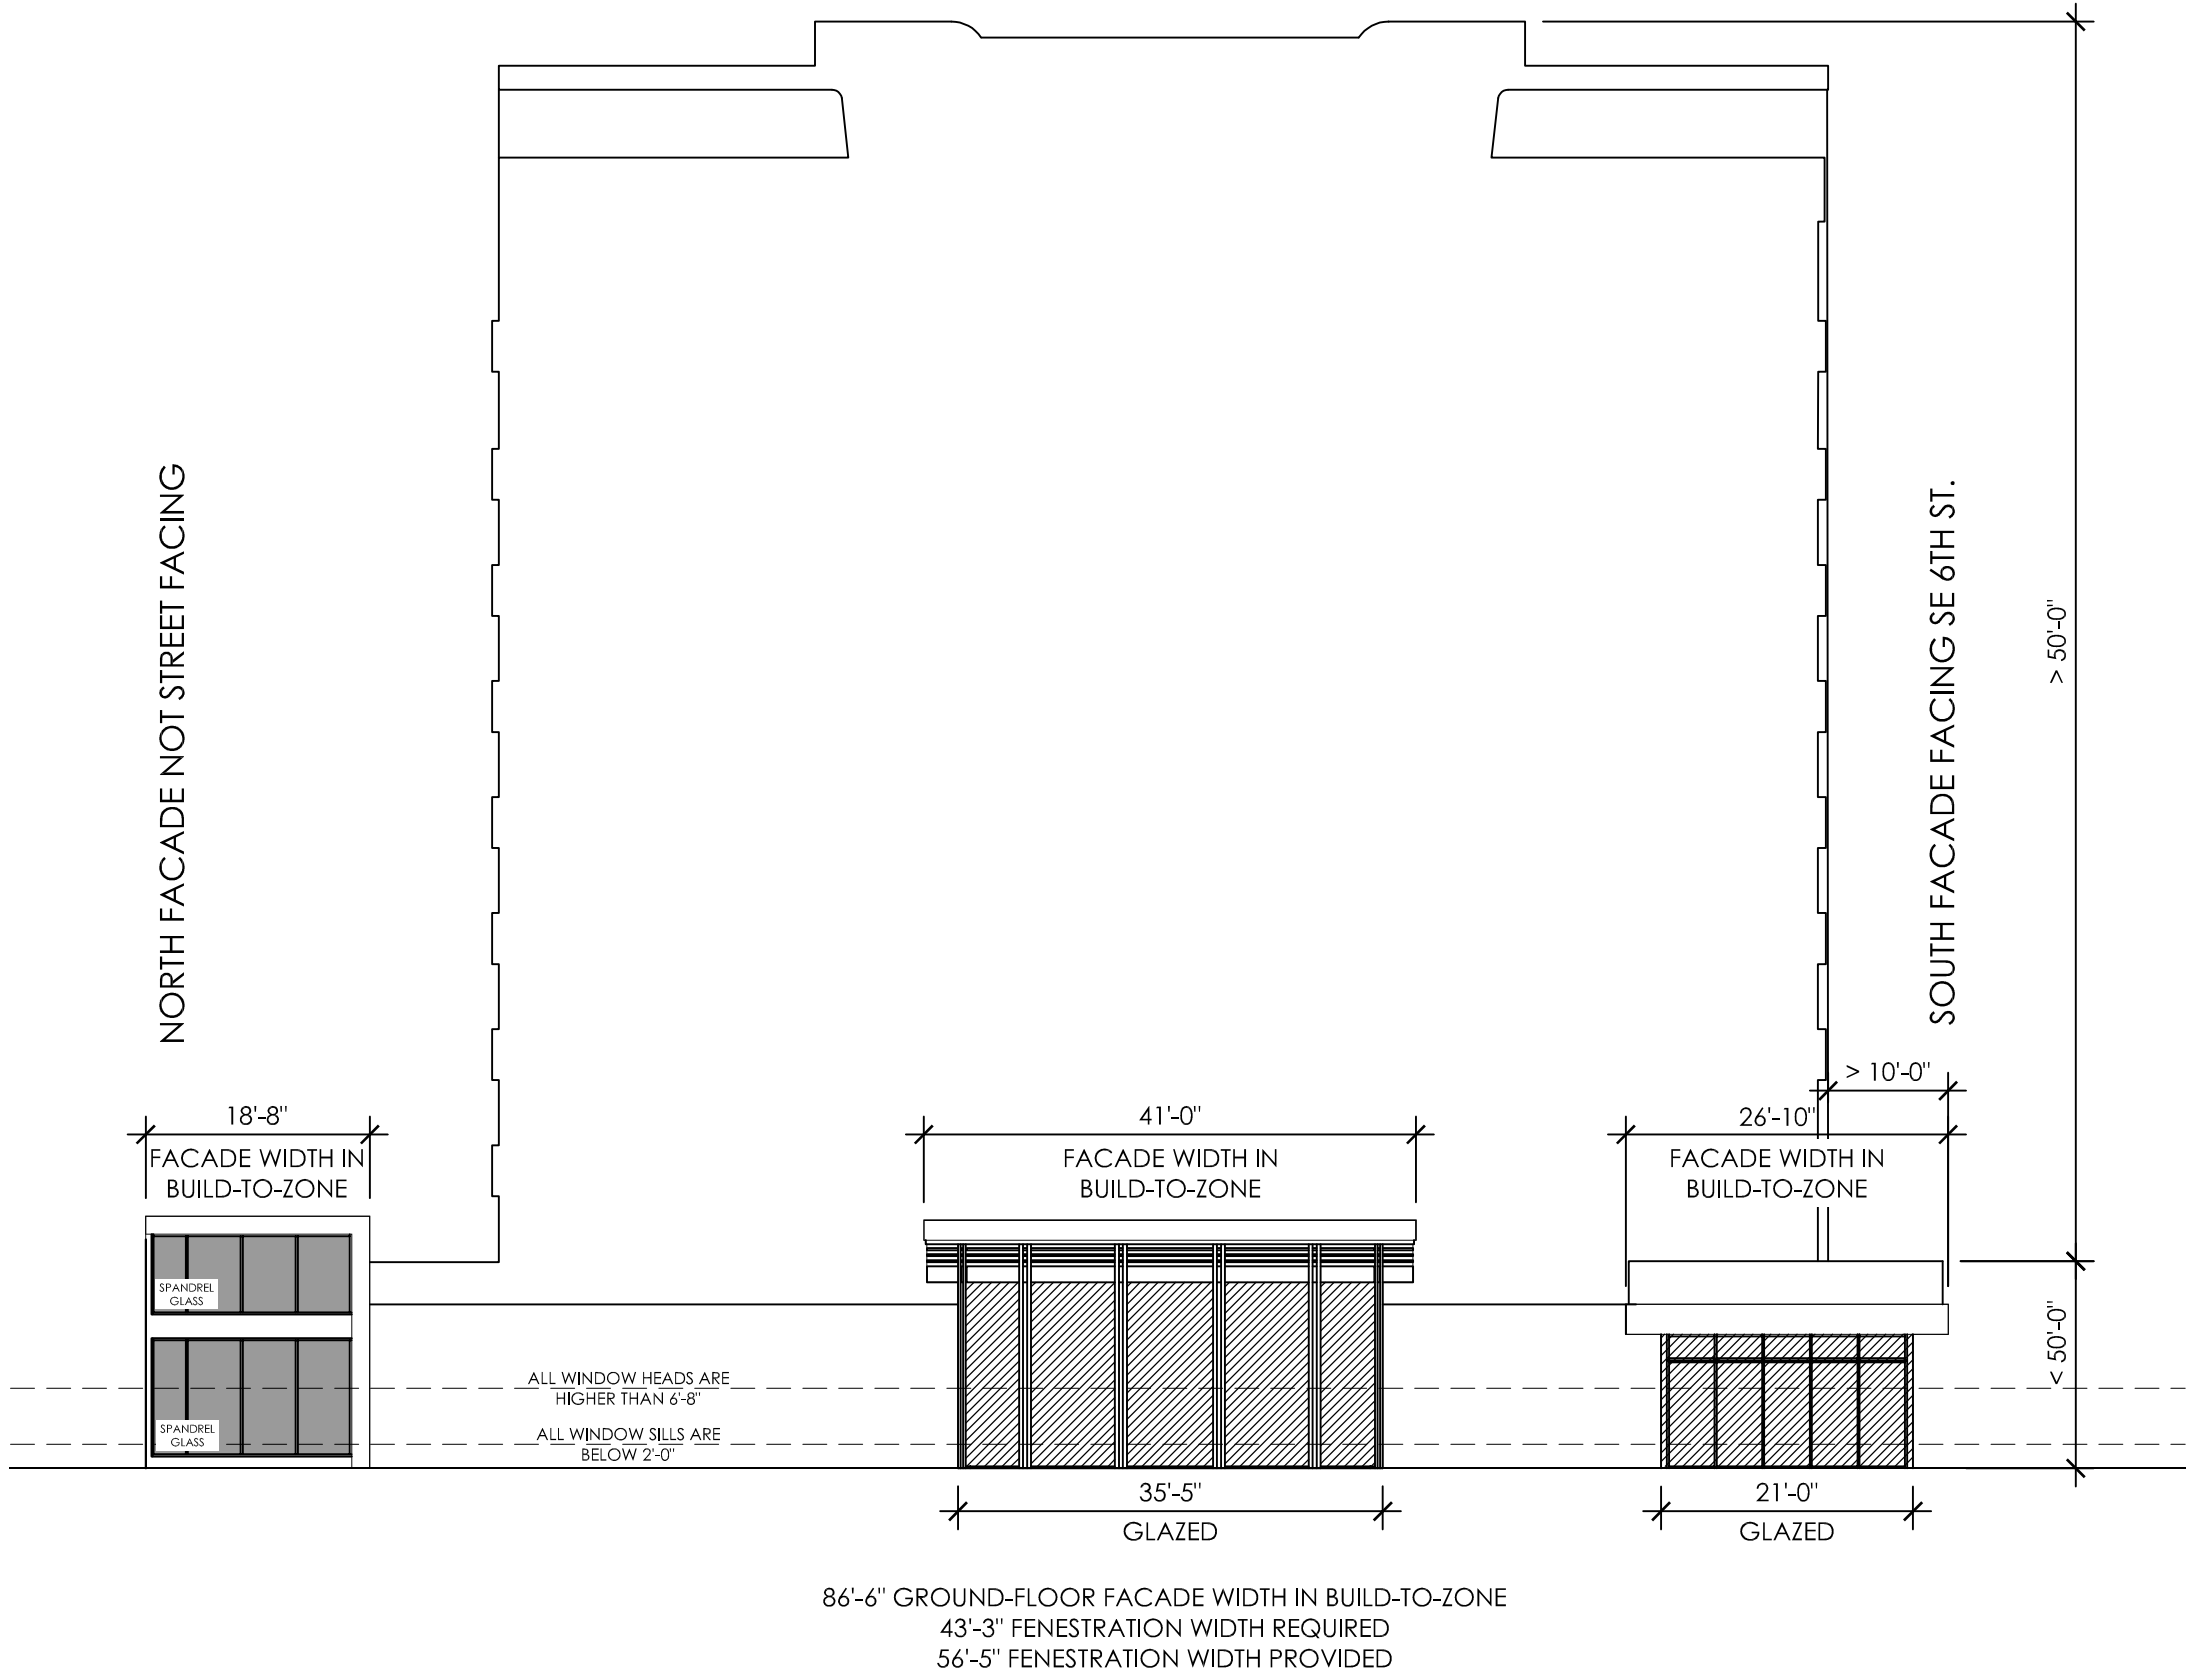 NORTH FACADE NOT STREET FACING
SOUTH FACADE FACING SE 6TH ST.
> 50'-0"
> 10'-0"
18'-8"
FACADE WIDTH IN
BUILD-TO-ZONE
41'-0"
FACADE WIDTH IN
BUILD-TO-ZONE
26'-10"
FACADE WIDTH IN
BUILD-TO-ZONE
SPANDREL
GLASS
SPANDREL
GLASS
< 50'-0"
ALL WINDOW HEADS ARE
HIGHER THAN 6'-8"
ALL WINDOW SILLS ARE
BELOW 2'-0"
35'-5"
GLAZED
21'-0"
GLAZED
86'-6" GROUND-FLOOR FACADE WIDTH IN BUILD-TO-ZONE
43'-3" FENESTRATION WIDTH REQUIRED
56'-5" FENESTRATION WIDTH PROVIDED